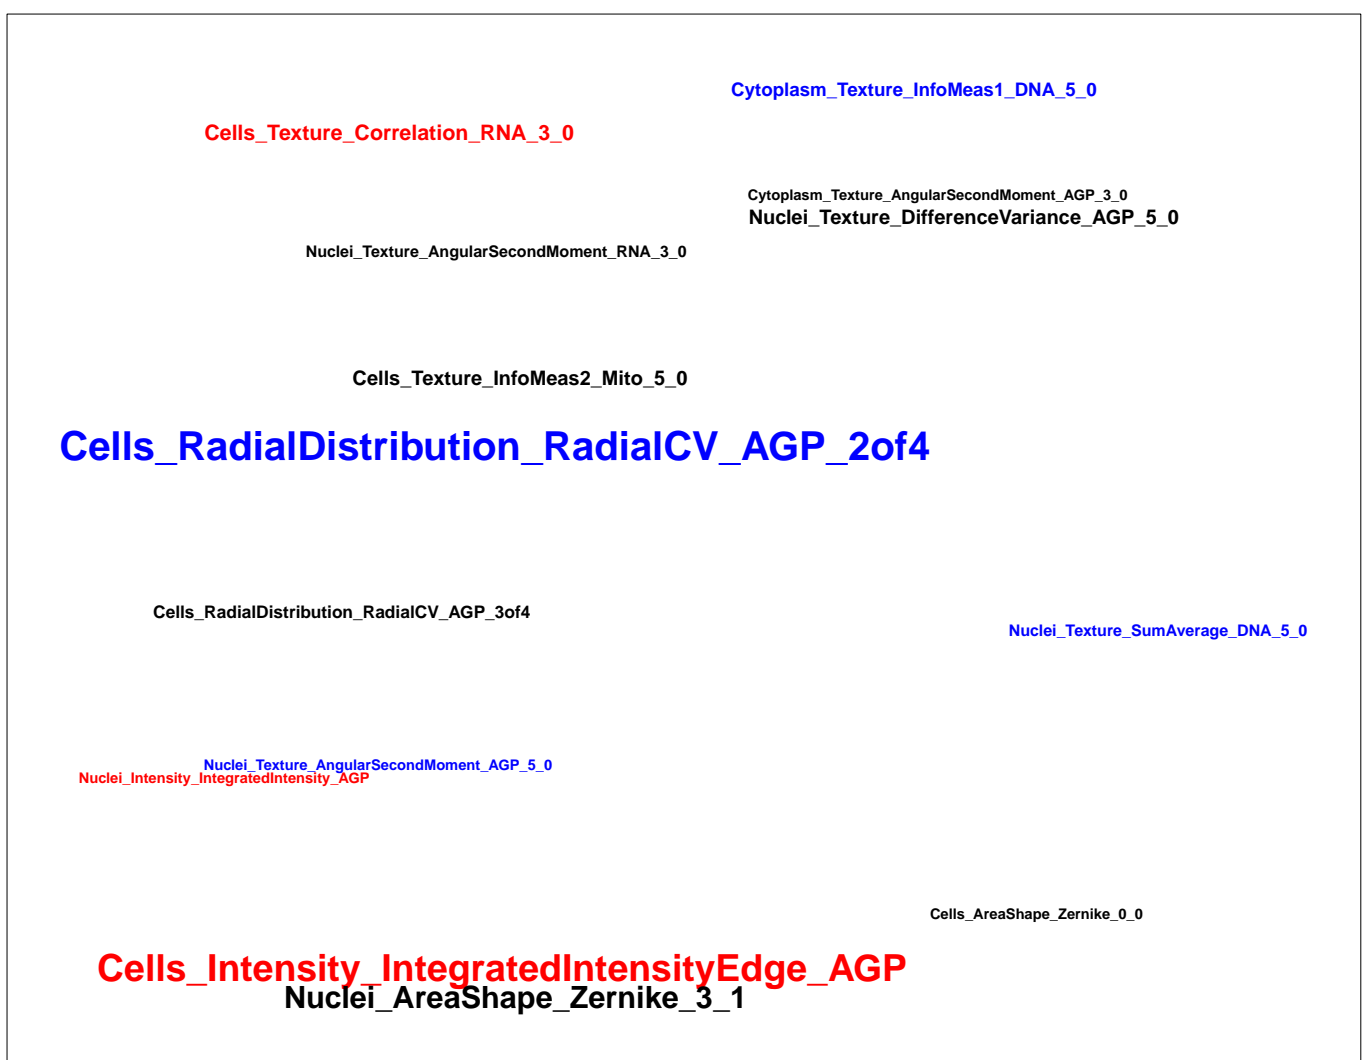 Cytoplasm_Texture_InfoMeas1_DNA_5_0
Cells_Texture_Correlation_RNA_3_0
Cytoplasm_Texture_AngularSecondMoment_AGP_3_0
Nuclei_Texture_DifferenceVariance_AGP_5_0
Nuclei_Texture_AngularSecondMoment_RNA_3_0
Cells_Texture_InfoMeas2_Mito_5_0
Cells_RadialDistribution_RadialCV_AGP_2of4
Cells_RadialDistribution_RadialCV_AGP_3of4
Nuclei_Texture_SumAverage_DNA_5_0
Nuclei_Texture_AngularSecondMoment_AGP_5_0
Nuclei_Intensity_IntegratedIntensity_AGP
Cells_AreaShape_Zernike_0_0
Cells_Intensity_IntegratedIntensityEdge_AGP
Nuclei_AreaShape_Zernike_3_1